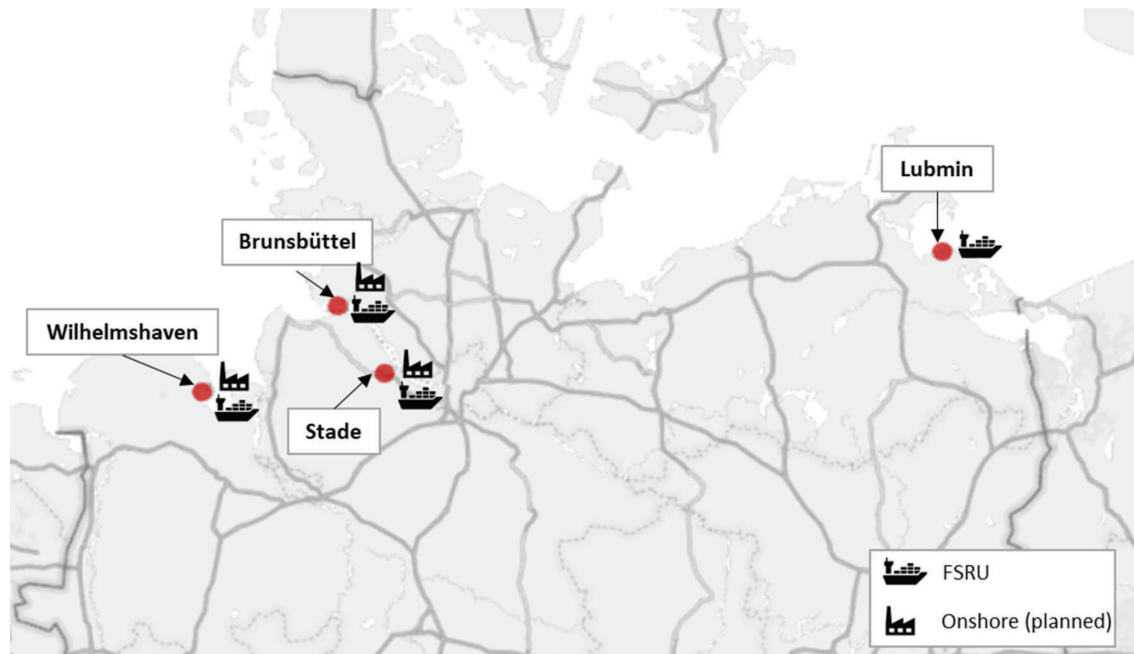 Lubmin
Brunsbüttel
Wilhelmshaven
Stade
FSRU
Onshore (planned)